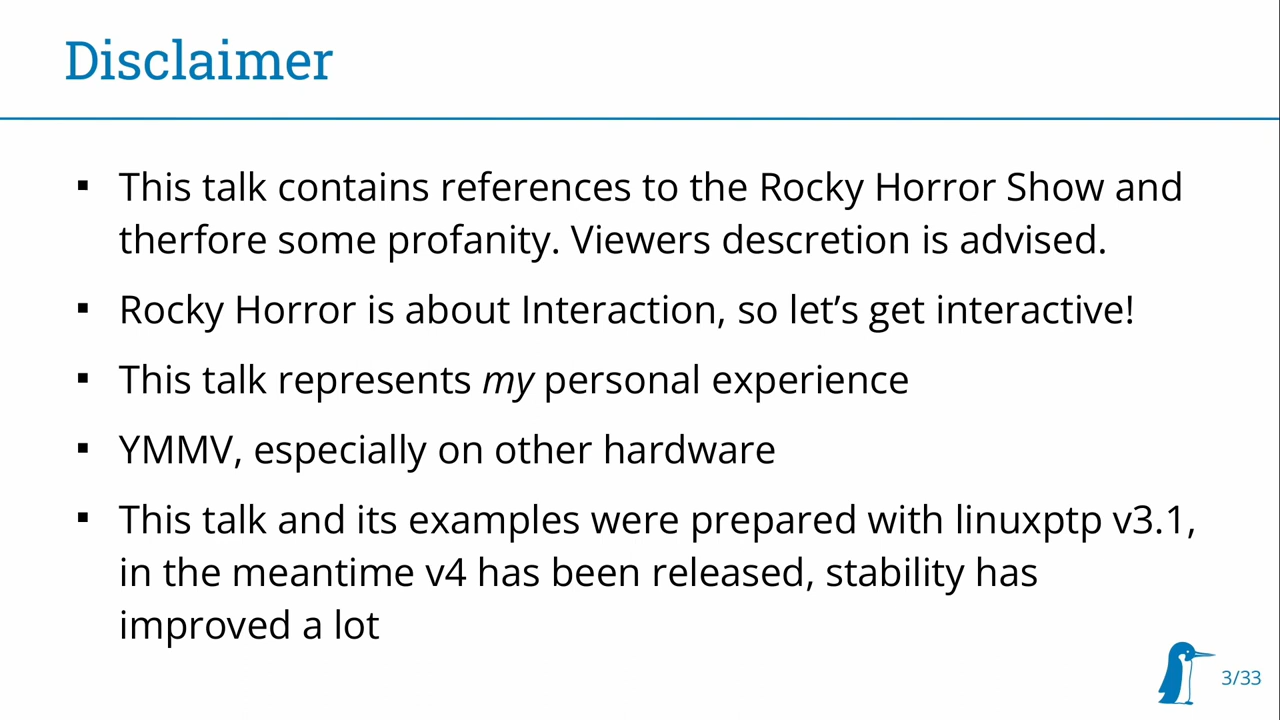 Disclaimer
▪ This talk contains references to the Rocky Horror Show and
therfore some profanity. Viewers descretion is advised.
▪ Rocky Horror is about Interaction, so let’s get interactive!
▪ This talk represents my personal experience
▪ YMMV, especially on other hardware
▪ This talk and its examples were prepared with linuxptp v3.1,
in the meantime v4 has been released, stability has
improved a lot
3/33